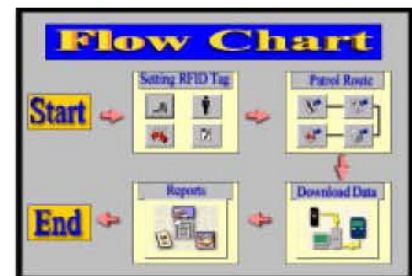 Flow Chart
Setting RFID Tag
Patrol Route
Start
Reports
Download Data
End